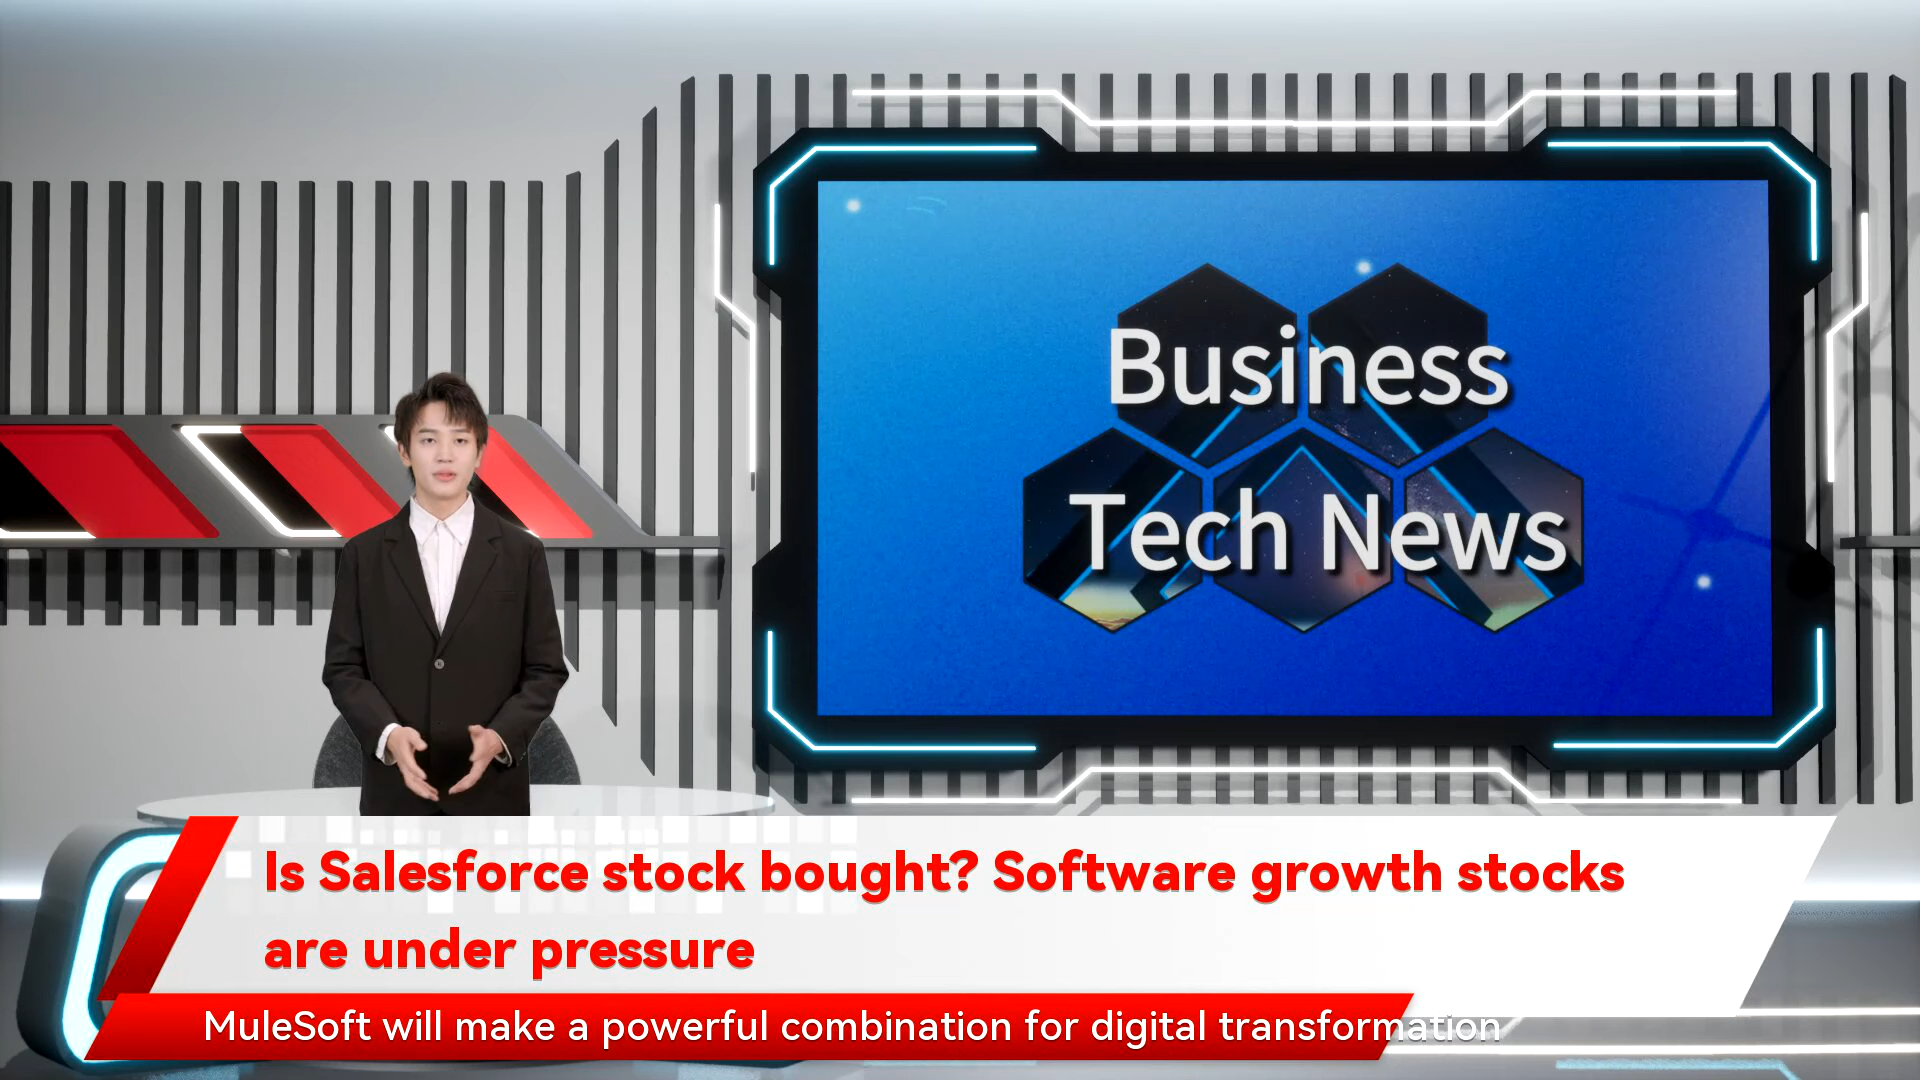 Business
Tech News
Is Salesforce stock bought? Software growth stocks
are under pressure
MuleSoft will make a powerful combination for digital transformation